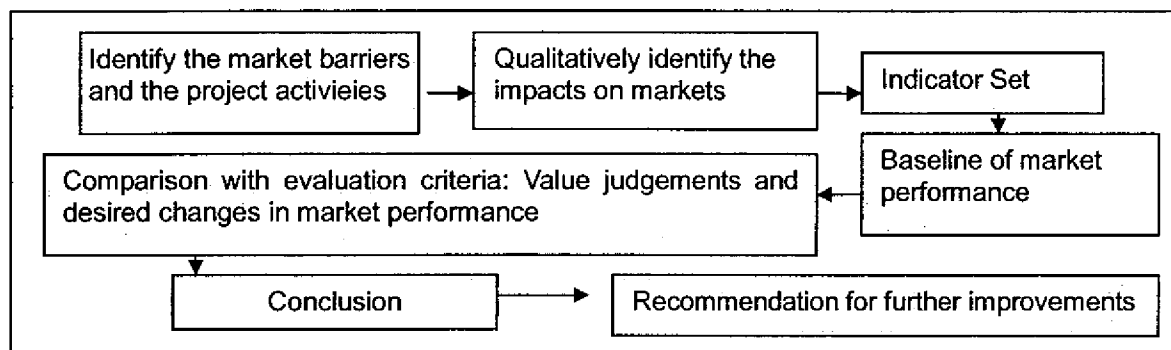 Identify the market barriers
and the project activieies
Qualitatively identify the
impacts on markets
Indicator Set
Baseline of market
performance
Comparison with evaluation criteria: Value judgements and
desired changes in market performance
Conclusion
Recommendation for further improvements